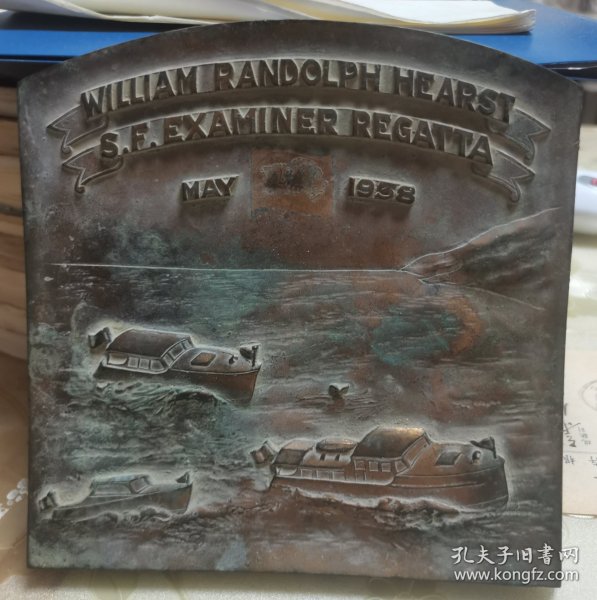 WILLIAM RANDOLPH HEARST
S.F. EXAMINER REGATTA
MAY 1938
孔夫子旧书网
www.kongfz.com